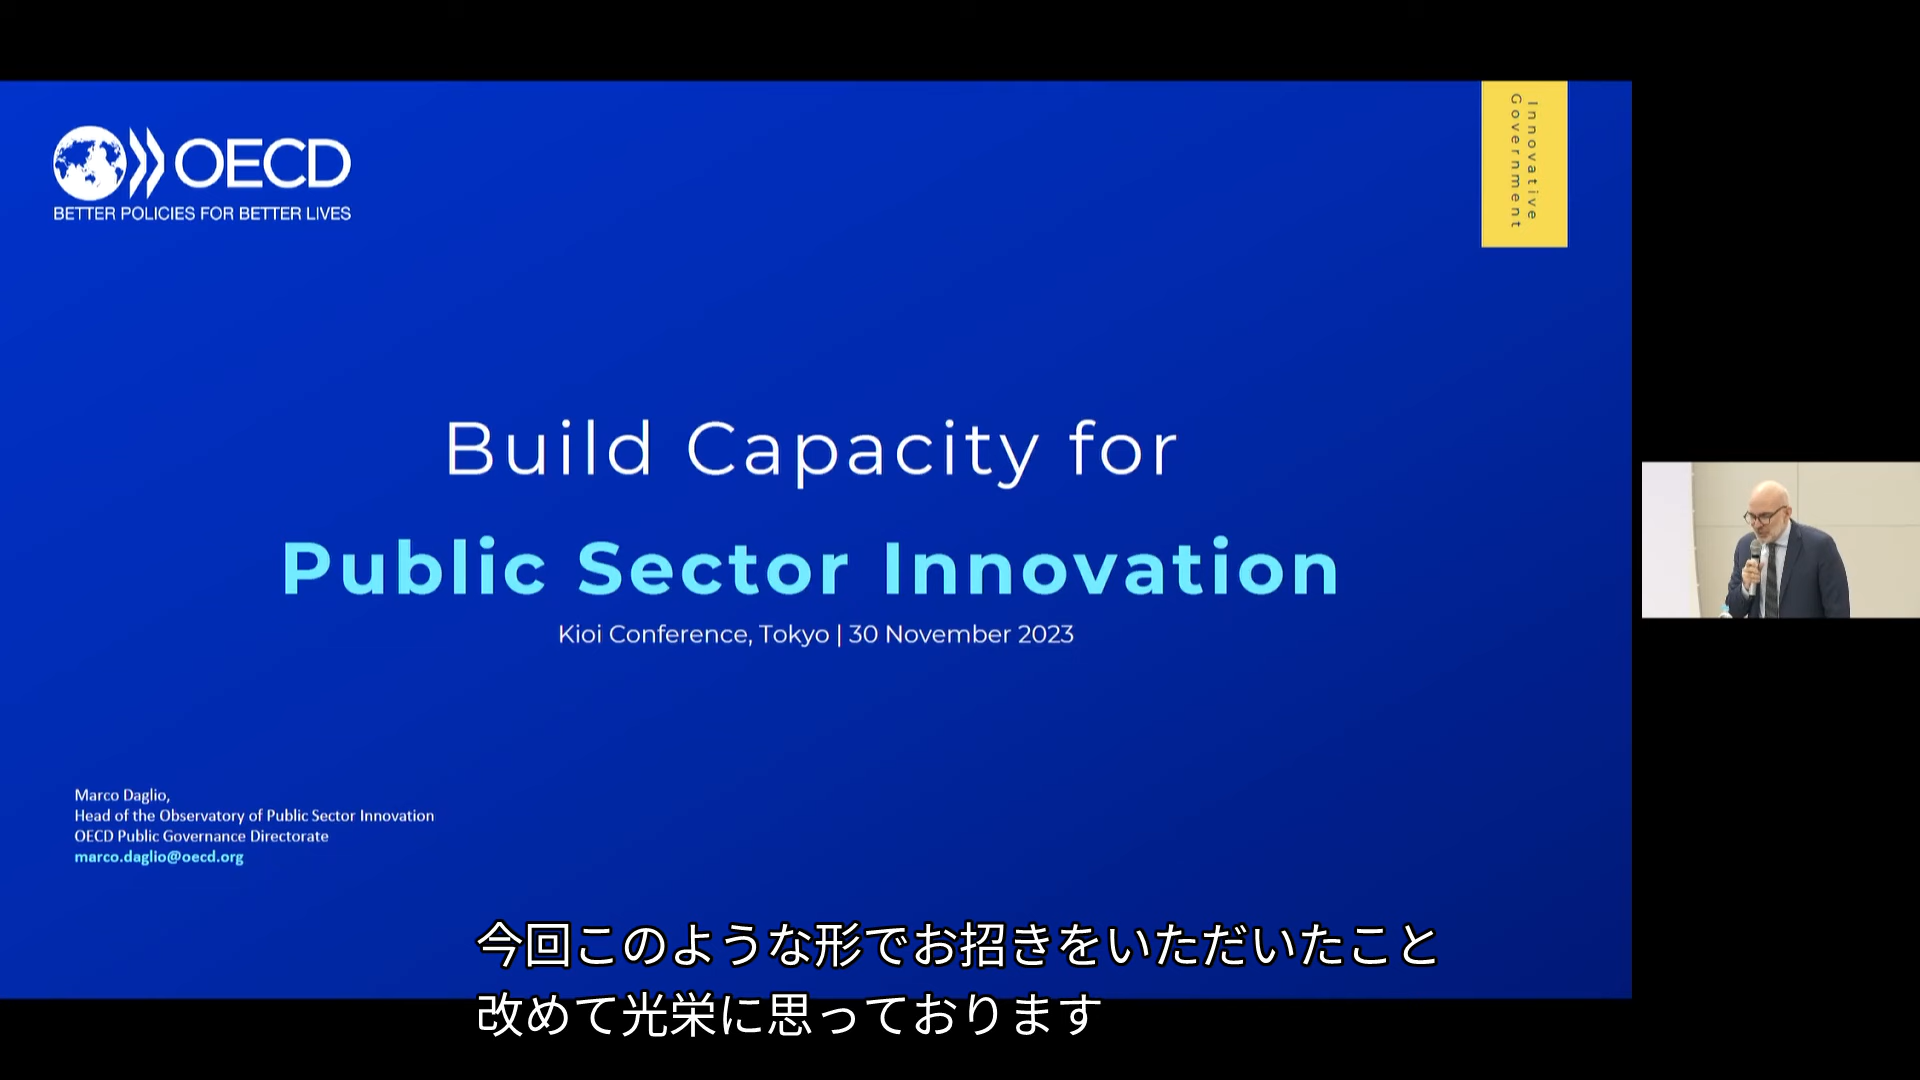 OECD
BETTER POLICIES FOR BETTER LIVES
Innovative
Government
Build Capacity for
Public Sector Innovation
Kioi Conference, Tokyo | 30 November 2023
Marco Daglio,
Head of the Observatory of Public Sector Innovation
OECD Public Governance Directorate
marco.daglio@oecd.org
今回このような形でお招きをいただいたこと
改めて光栄に思っております